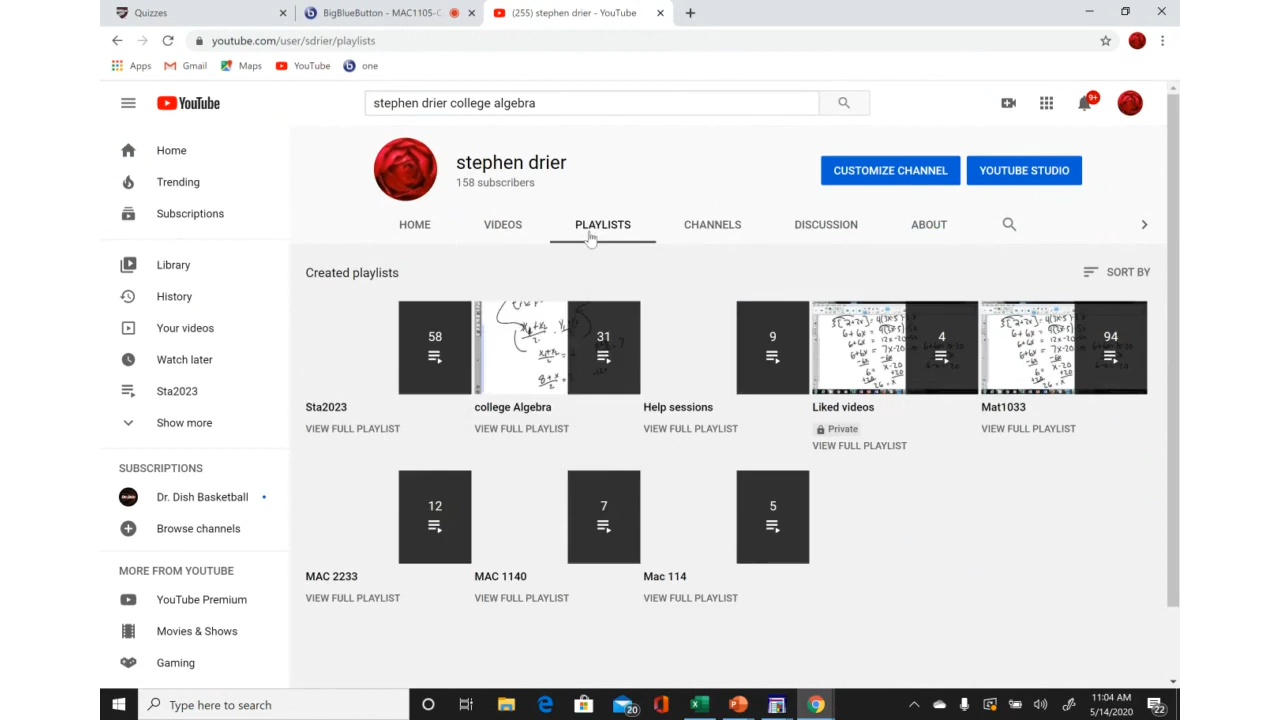 Quizzes
BigBlueButton - MAC1105-C
(255) stephen drier - YouTube
youtube.com/user/sdrier/playlists
Apps
Gmail
Maps
YouTube
one
YouTube
stephen drier college algebra
9+
Home
Trending
Subscriptions
Library
History
Your videos
Watch later
Sta2023
Show more
SUBSCRIPTIONS
Dr. Dish Basketball
Browse channels
MORE FROM YOUTUBE
YouTube Premium
Movies & Shows
Gaming
stephen drier
158 subscribers
CUSTOMIZE CHANNEL
YOUTUBE STUDIO
HOME
VIDEOS
PLAYLISTS
CHANNELS
DISCUSSION
ABOUT
Created playlists
SORT BY
58
31
9
4
94
Sta2023
college Algebra
Help sessions
Liked videos
Mat1033
VIEW FULL PLAYLIST
VIEW FULL PLAYLIST
VIEW FULL PLAYLIST
Private
VIEW FULL PLAYLIST
VIEW FULL PLAYLIST
12
7
5
MAC 2233
MAC 1140
Mac 114
VIEW FULL PLAYLIST
VIEW FULL PLAYLIST
VIEW FULL PLAYLIST
Type here to search
20
11:04 AM
5/14/2020
22